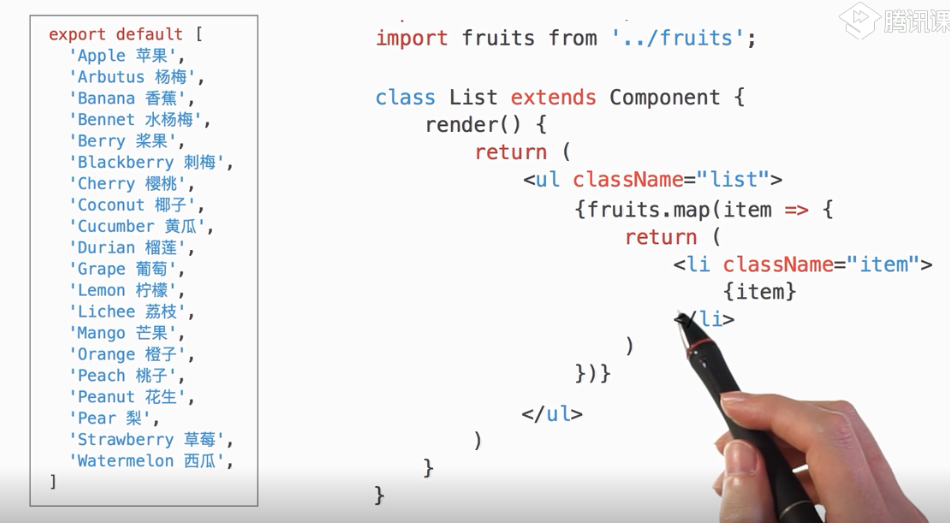 export default [
'Apple 苹果',
'Arbutus 杨梅',
'Banana 香蕉',
'Bennet 水杨梅',
'Berry 桨果',
'Blackberry 刺梅',
'Cherry 樱桃',
'Coconut 椰子',
'Cucumber 黄瓜',
'Durian 榴莲',
'Grape 葡萄',
'Lemon 柠檬',
'Lichee 荔枝',
'Mango 芒果',
'Orange 橙子',
'Peach 桃子',
'Peanut 花生',
'Pear 梨',
'Strawberry 草莓',
'Watermelon 西瓜',
]
import fruits from '../fruits';
class List extends Component {
render() {
return (
<ul className="list">
{fruits.map(item => {
return (
<li className="item">
{item}
</li>
)
})}
</ul>
)
}
}
腾讯课